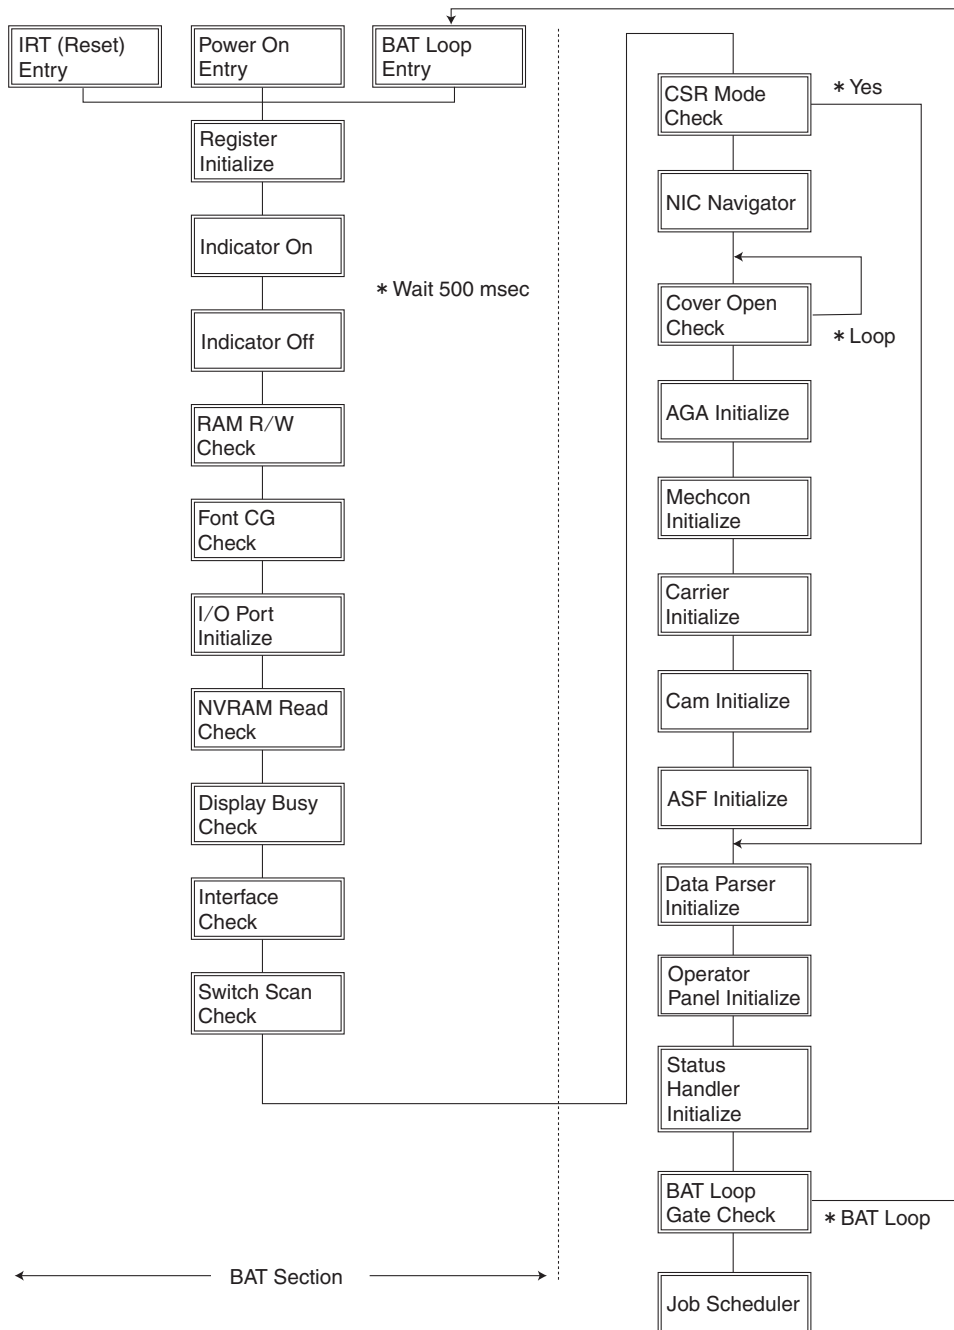 IRT (Reset)
Entry
Power On
Entry
BAT Loop
Entry
Register
Initialize
Indicator On
* Wait 500 msec
Indicator Off
RAM R/W
Check
Font CG
Check
I/O Port
Initialize
NVRAM Read
Check
Display Busy
Check
Interface
Check
Switch Scan
Check
BAT Section
CSR Mode
Check
* Yes
NIC Navigator
Cover Open
Check
* Loop
AGA Initialize
Mechcon
Initialize
Carrier
Initialize
Cam Initialize
ASF Initialize
Data Parser
Initialize
Operator
Panel Initialize
Status
Handler
Initialize
BAT Loop
Gate Check
* BAT Loop
Job Scheduler